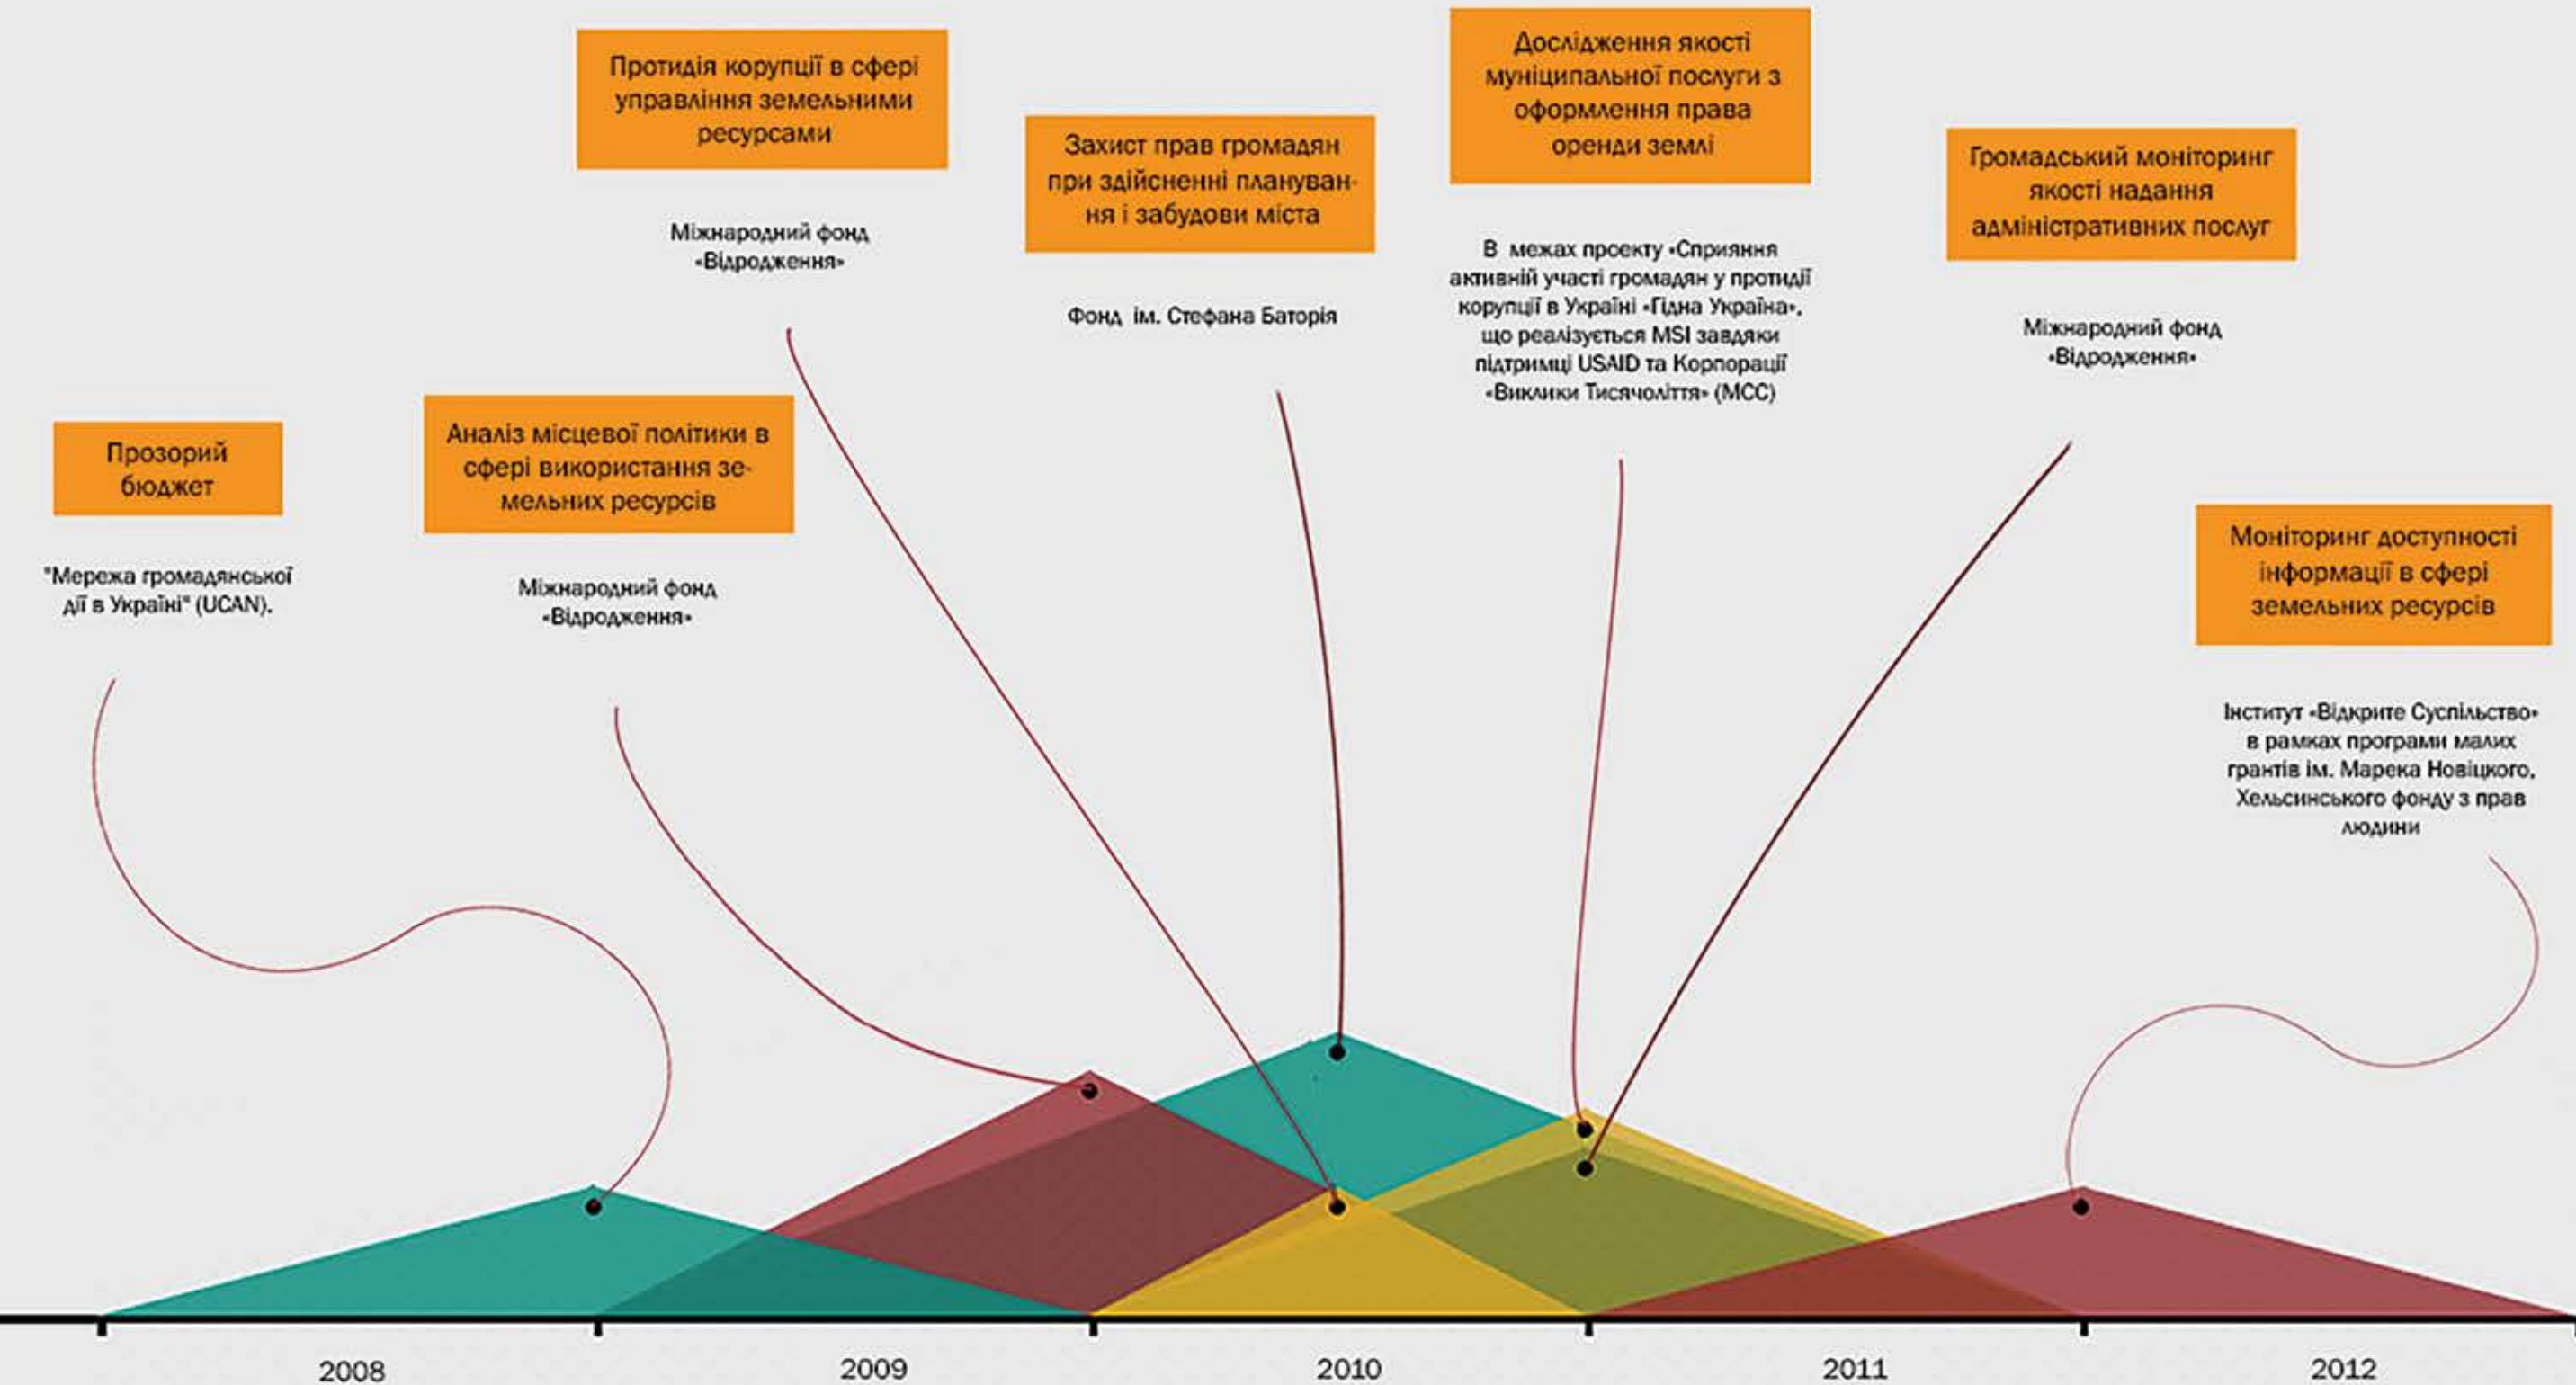 Прозорий
бюджет
"Мережа громадянської
дії в Україні" (UCAN).
Аналіз місцевої політики в
сфері використання зе-
мельних ресурсів
Міжнародний фонд
«Відродження»
Протидія корупції в сфері
управління земельними
ресурсами
Міжнародний фонд
«Відродження»
Захист прав громадян
при здійсненні плануван-
ня і забудови міста
Фонд ім. Стефана Баторія
Дослідження якості
муніципальної послуги з
оформлення права
оренди землі
В межах проекту «Сприяння
активній участі громадян у протидії
корупції в Україні «Гідна Україна»,
що реалізується MSI завдяки
підтримці USAID та Корпорації
«Виклики Тисячоліття» (MCC)
Громадський моніторинг
якості надання
адміністративних послуг
Міжнародний фонд
«Відродження»
Моніторинг доступності
інформації в сфері
земельних ресурсів
Інститут «Відкрите Суспільство»
в рамках програми малих
грантів ім. Марека Новіцкого,
Хельсинського фонду з прав
людини
2008
2009
2010
2011
2012